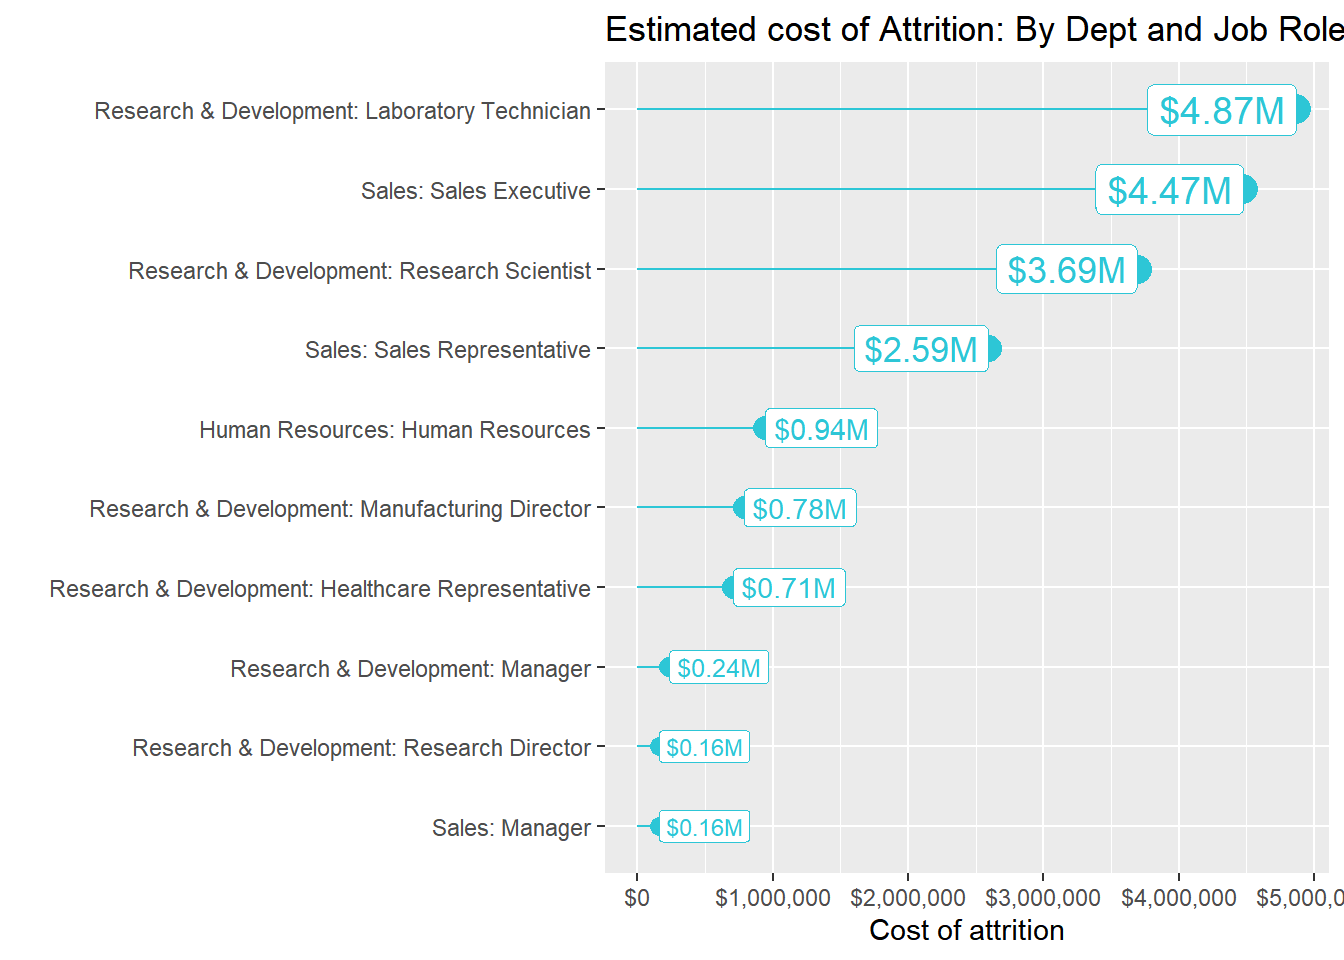 Estimated cost of Attrition: By Dept and Job Role
Research & Development: Laboratory Technician
$4.87M
Sales: Sales Executive
$4.47M
Research & Development: Research Scientist
$3.69M
Sales: Sales Representative
$2.59M
Human Resources: Human Resources
$0.94M
Research & Development: Manufacturing Director
$0.78M
Research & Development: Healthcare Representative
$0.71M
Research & Development: Manager
$0.24M
Research & Development: Research Director
$0.16M
Sales: Manager
$0.16M
$0 $1,000,000 $2,000,000 $3,000,000 $4,000,000 $5,000,0
Cost of attrition